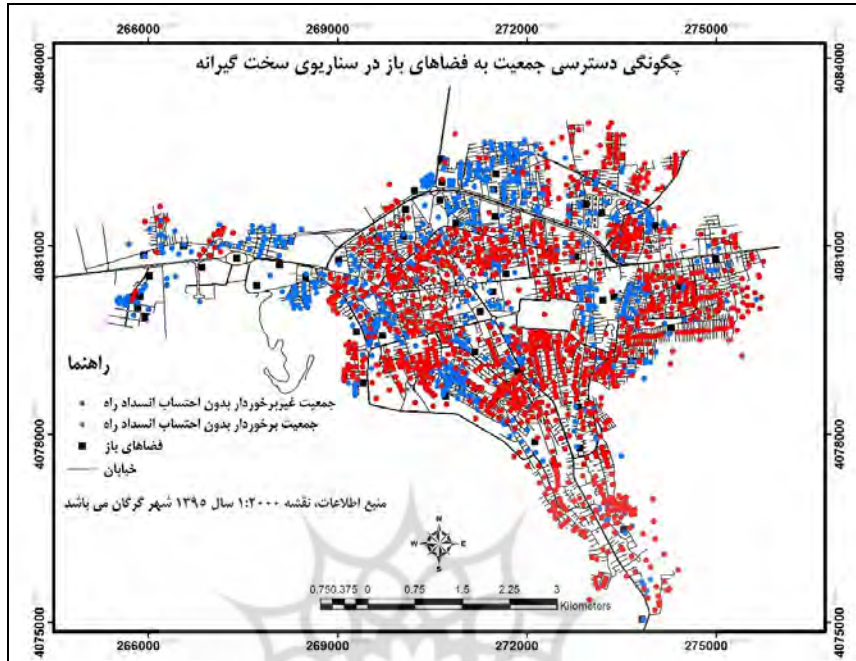 266000 269000 272000 275000
چگونگی دسترسی جمعیت به فضاهای باز در سناریوی سخت گیرانه
4084000 4084000
4081000 4081000
4078000 4078000
4075000 4075000
راهنما
جمعیت غیربرخوردار بدون احتساب انسداد راه
جمعیت برخوردار بدون احتساب انسداد راه
فضاهای باز
خیابان
منبع اطلاعات، نقشه ۱:۲۰۰۰ سال ۱۳۹۵ شهر گرگان می باشد
N
W E
S
0.75 0.375 0 0.75 1.5 2.25 3
Kilometers
266000 269000 272000 275000